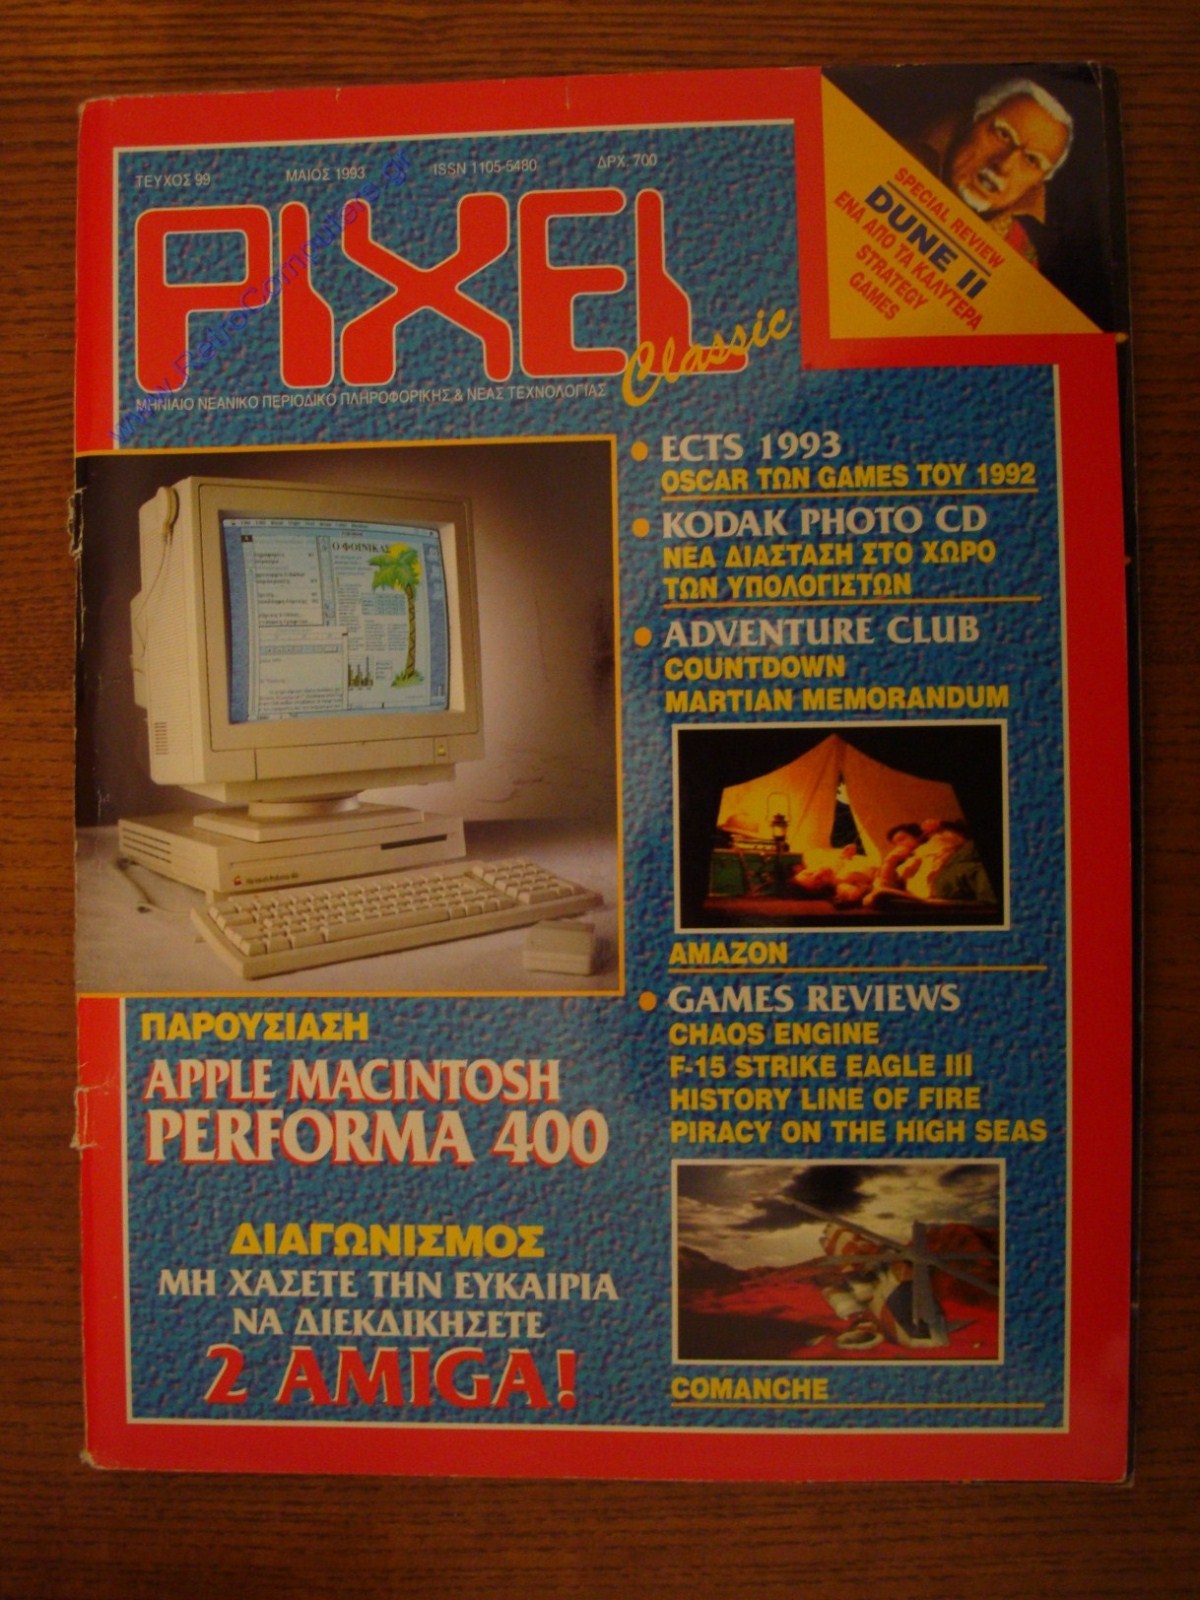 ΤΕΥΧΟΣ 99 ΜΑΙΟΣ 1993 ISSN 1105-5480 ΔΡΧ. 700
PIXEL
Classic
ΜΗΝΙΑΙΟ ΝΕΑΝΙΚΟ ΠΕΡΙΟΔΙΚΟ ΠΛΗΡΟΦΟΡΙΚΗΣ & ΝΕΑΣ ΤΕΧΝΟΛΟΓΙΑΣ
www.RetroComputers.gr
SPECIAL REVIEW
DUNE II
ΕΝΑ ΑΠΟ ΤΑ ΚΑΛΥΤΕΡΑ
STRATEGY
GAMES
• ECTS 1993
OSCAR ΤΩΝ GAMES ΤΟΥ 1992
• KODAK PHOTO CD
ΝΕΑ ΔΙΑΣΤΑΣΗ ΣΤΟ ΧΩΡΟ
ΤΩΝ ΥΠΟΛΟΓΙΣΤΩΝ
• ADVENTURE CLUB
COUNTDOWN
MARTIAN MEMORANDUM
AMAZON
• GAMES REVIEWS
CHAOS ENGINE
F-15 STRIKE EAGLE III
HISTORY LINE OF FIRE
PIRACY ON THE HIGH SEAS
COMANCHE
Ο ΦΟΙΝΙΚΑΣ
ΠΑΡΟΥΣΙΑΣΗ
APPLE MACINTOSH
PERFORMA 400
ΔΙΑΓΩΝΙΣΜΟΣ
ΜΗ ΧΑΣΕΤΕ ΤΗΝ ΕΥΚΑΙΡΙΑ
ΝΑ ΔΙΕΚΔΙΚΗΣΕΤΕ
2 AMIGA!